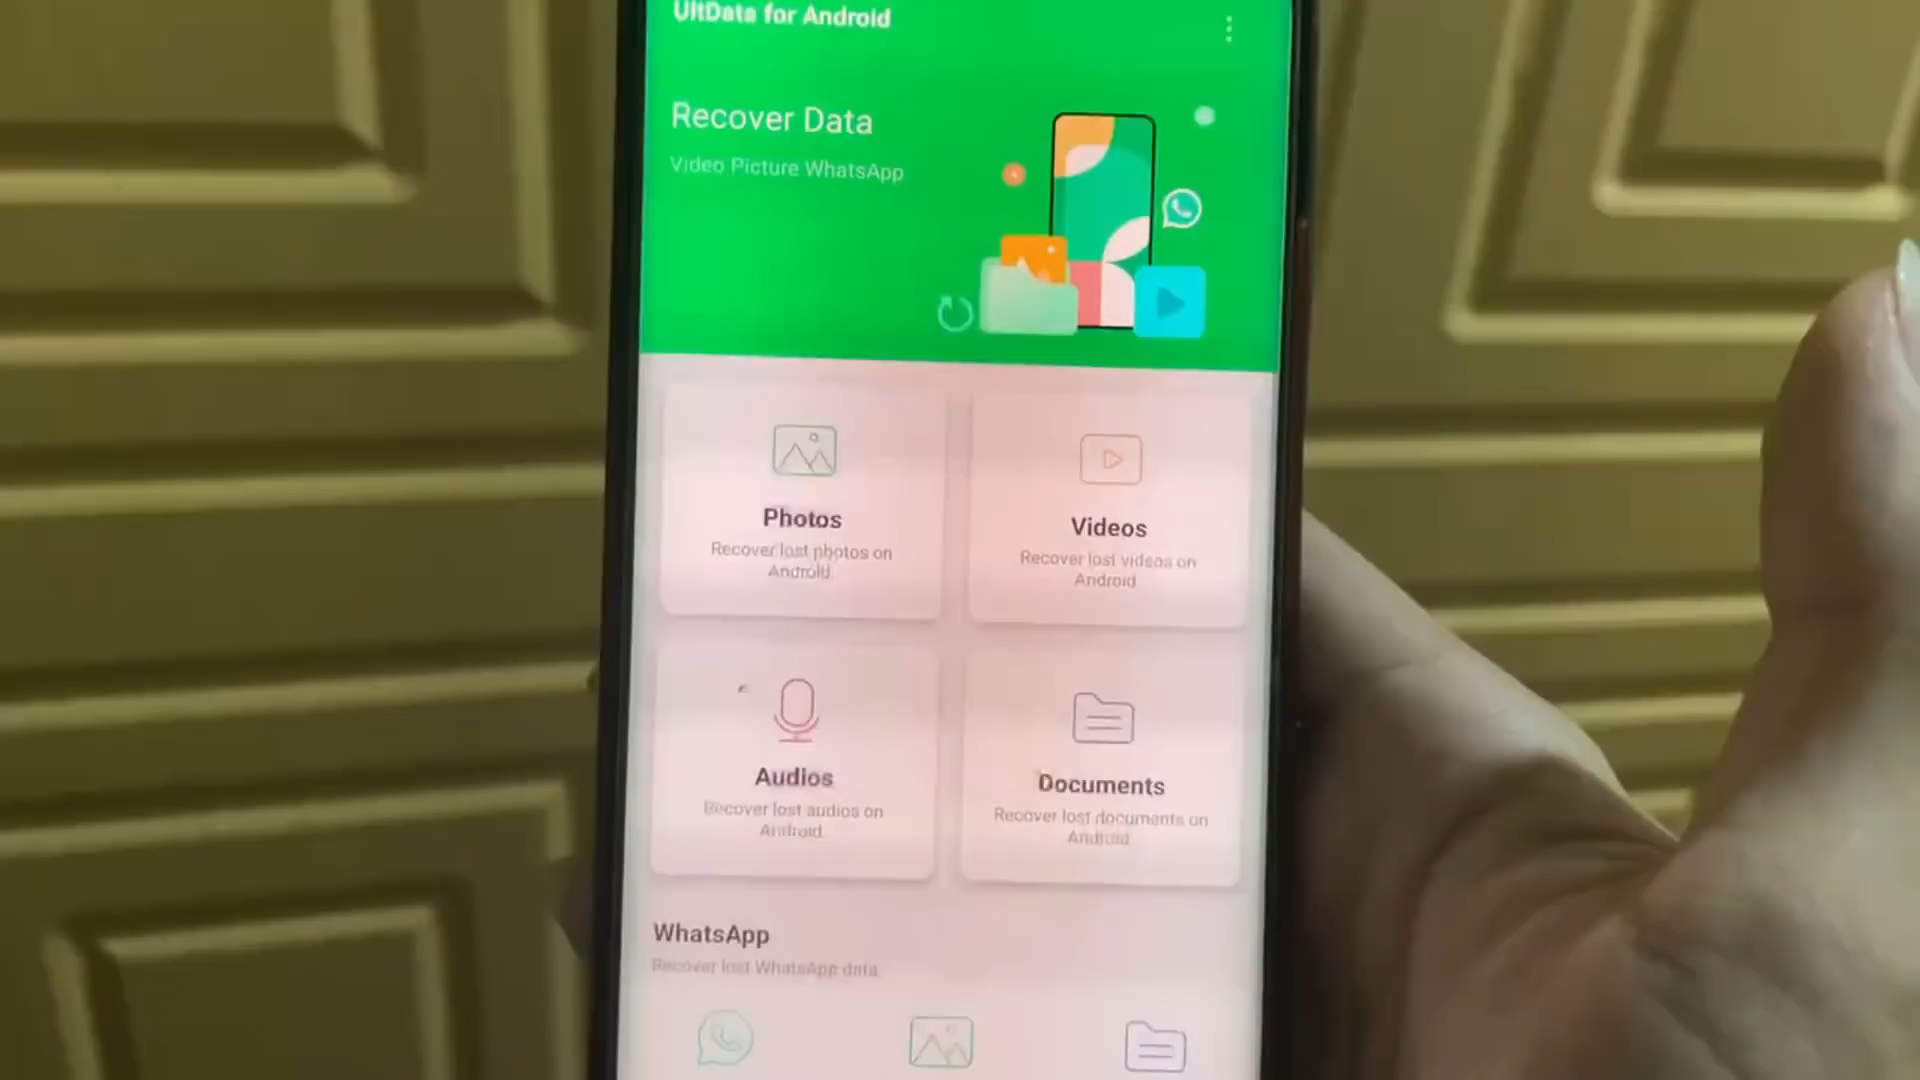 UltData for Android
Recover Data
Video Picture WhatsApp
Photos
Recover lost photos on
Android.
Videos
Recover lost videos on
Android
Audios
Recover lost audios on
Android.
Documents
Recover lost documents on
Android
WhatsApp
Recover lost WhatsApp data.